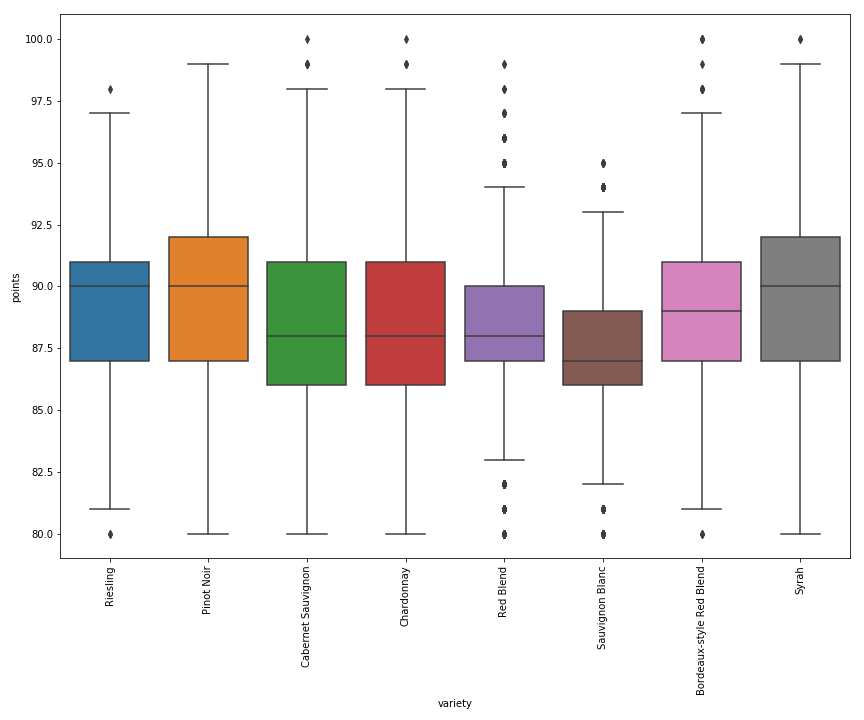 100.0
97.5
95.0
92.5
90.0
87.5
85.0
82.5
80.0
points
Riesling
Pinot Noir
Cabernet Sauvignon
Chardonnay
Red Blend
Sauvignon Blanc
Bordeaux-style Red Blend
Syrah
variety